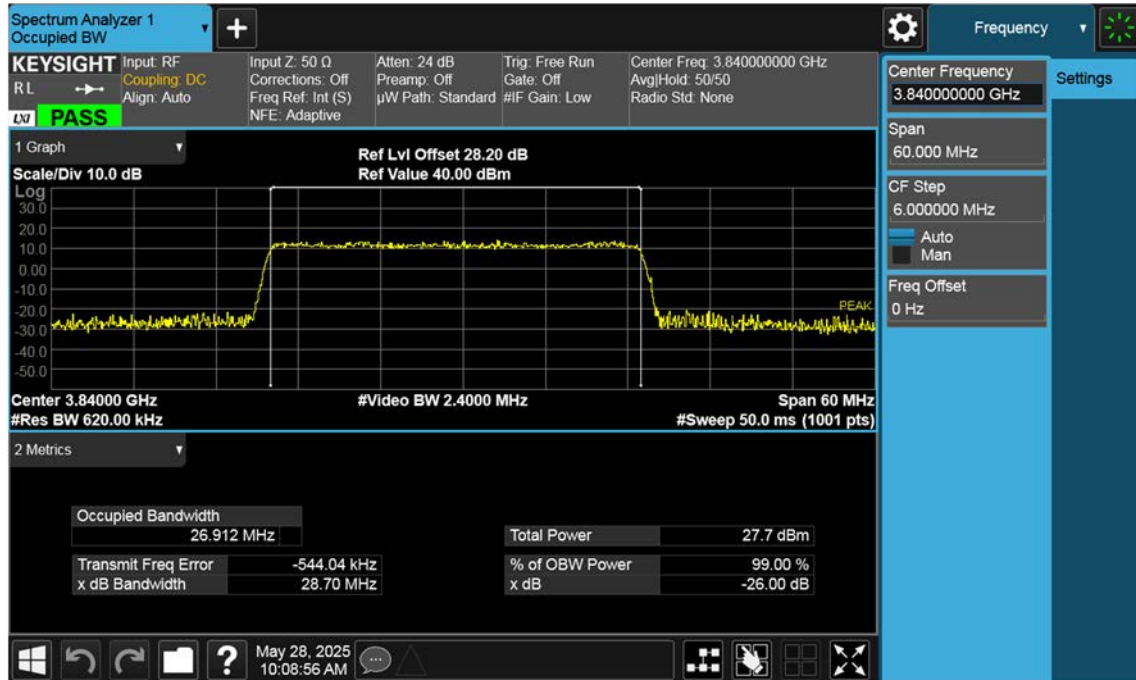 Spectrum Analyzer 1
Occupied BW
+
Frequency
KEYSIGHT
R L
LXI PASS
Input: RF
Coupling: DC
Align: Auto
Input Z: 50 Ω
Corrections: Off
Freq Ref: Int (S)
NFE: Adaptive
Atten: 24 dB
Preamp: Off
µW Path: Standard
Trig: Free Run
Gate: Off
#IF Gain: Low
Center Freq: 3.840000000 GHz
Avg|Hold: 50/50
Radio Std: None
Center Frequency
3.840000000 GHz
Settings
Span
60.000 MHz
CF Step
6.000000 MHz
Auto
Man
Freq Offset
0 Hz
1 Graph
Scale/Div 10.0 dB
Ref Lvl Offset 28.20 dB
Ref Value 40.00 dBm
Log
30.0
20.0
10.0
0.00
-10.0
-20.0
-30.0
-40.0
-50.0
PEAK
Center 3.84000 GHz
#Video BW 2.4000 MHz
Span 60 MHz
#Res BW 620.00 kHz
#Sweep 50.0 ms (1001 pts)
2 Metrics
Occupied Bandwidth
26.912 MHz
Total Power 27.7 dBm
Transmit Freq Error -544.04 kHz
% of OBW Power 99.00 %
x dB Bandwidth 28.70 MHz
x dB -26.00 dB
?
May 28, 2025
10:08:56 AM